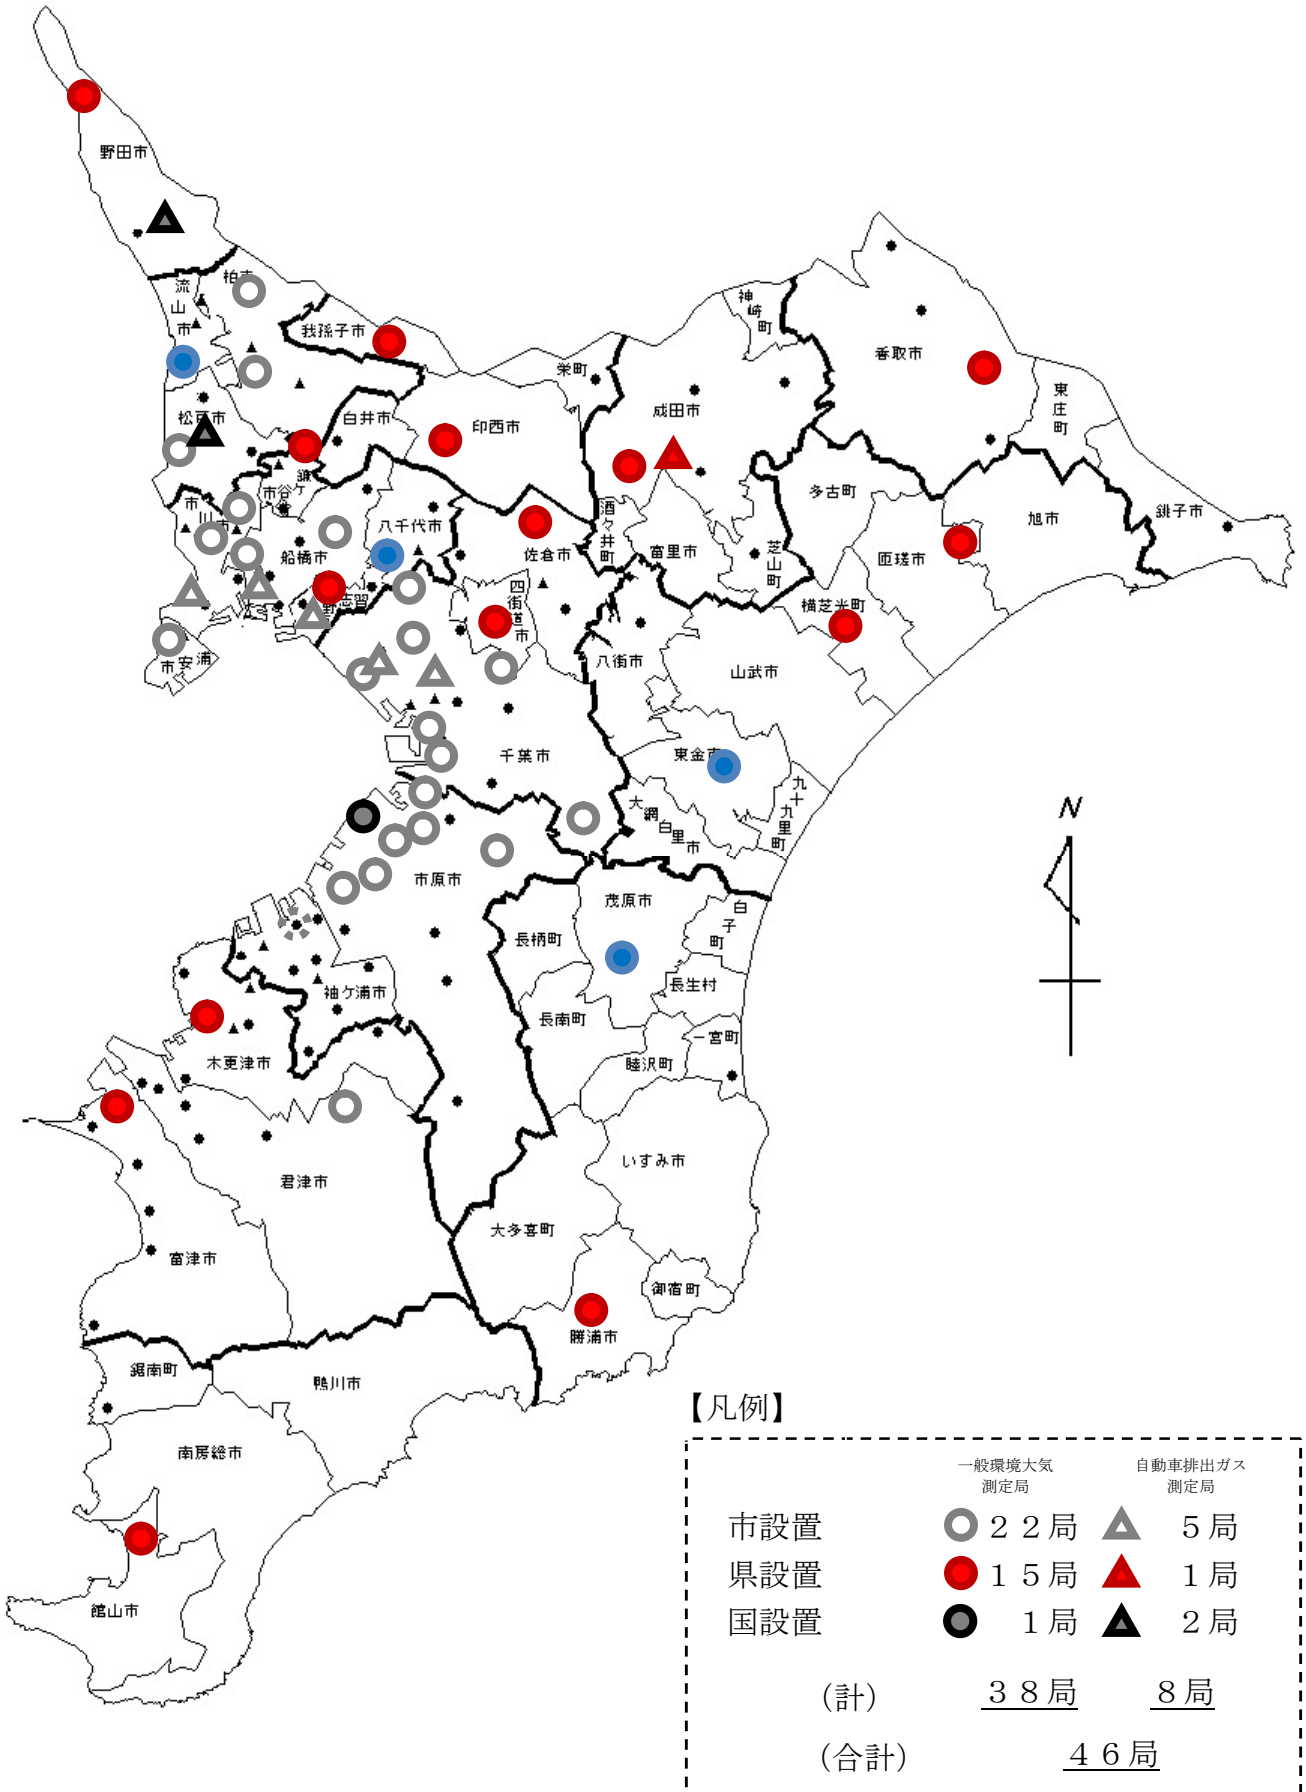 野田市
柏市
流山市
我孫子市
神崎町
香取市
栄町
東庄町
成田市
松戸市
白井市
印西市
鎌ケ谷市
多古町
銚子市
市川市
酒々井町
旭市
八千代市
船橋市
佐倉市
富里市
芝山町
匝瑳市
四街道市
習志野
横芝光町
浦安市
八街市
山武市
千葉市
東金市
九十九里町
大網白里市
N
市原市
茂原市
白子町
長柄町
長生村
袖ケ浦市
長南町
一宮町
木更津市
睦沢町
いすみ市
君津市
大多喜町
富津市
御宿町
勝浦市
鋸南町
鴨川市
南房総市
館山市
【凡例】
一般環境大気測定局 自動車排出ガス測定局
市設置 ２２局 ５局
県設置 １５局 １局
国設置 １局 ２局
（計） ３８局 ８局
（合計） ４６局